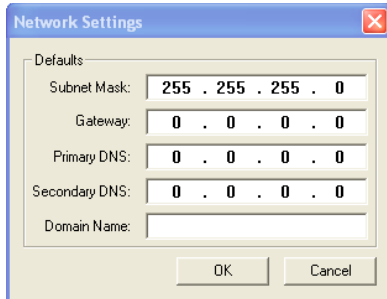 Network Settings
Defaults
Subnet Mask: 255 . 255 . 255 . 0
Gateway: 0 . 0 . 0 . 0
Primary DNS: 0 . 0 . 0 . 0
Secondary DNS: 0 . 0 . 0 . 0
Domain Name:
OK Cancel